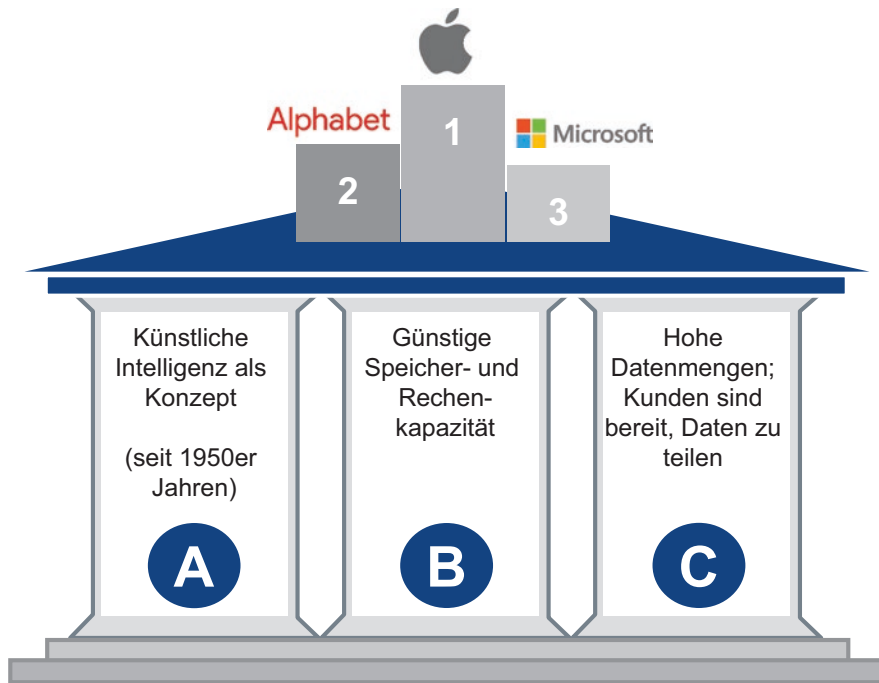 Alphabet
1
Microsoft
2
3
Künstliche
Intelligenz als
Konzept
(seit 1950er
Jahren)
A
Günstige
Speicher- und
Rechen-
kapazität
B
Hohe
Datenmengen;
Kunden sind
bereit, Daten zu
teilen
C